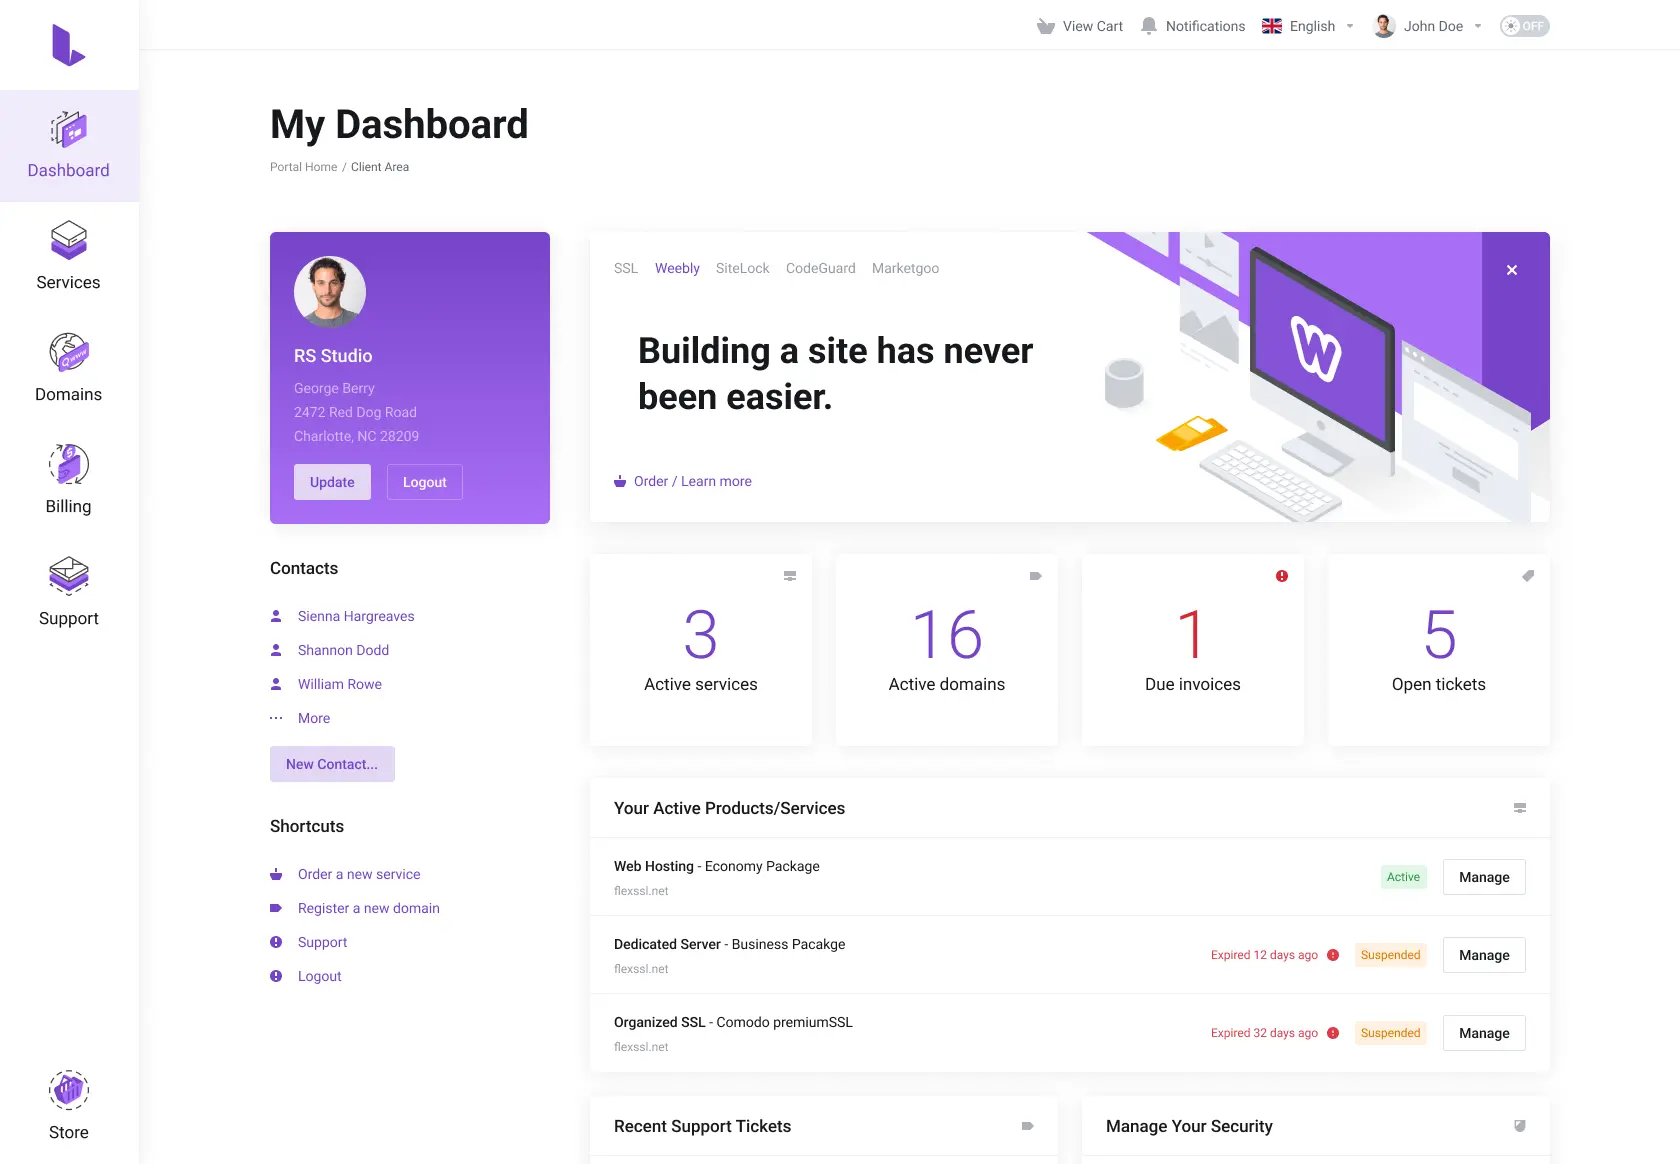 View Cart
Notifications
English
John Doe
OFF
My Dashboard
Portal Home / Client Area
Dashboard
Services
Domains
Billing
Support
Store
RS Studio
George Berry
2472 Red Dog Road
Charlotte, NC 28209
Update
Logout
Contacts
Sienna Hargreaves
Shannon Dodd
William Rowe
More
New Contact...
Shortcuts
Order a new service
Register a new domain
Support
Logout
SSL Weebly SiteLock CodeGuard Marketgoo
Building a site has never
been easier.
Order / Learn more
W
3
Active services
16
Active domains
1
Due invoices
5
Open tickets
Your Active Products/Services
Web Hosting - Economy Package
flexssl.net
Active
Manage
Dedicated Server - Business Pacakge
flexssl.net
Expired 12 days ago
Suspended
Manage
Organized SSL - Comodo premiumSSL
flexssl.net
Expired 32 days ago
Suspended
Manage
Recent Support Tickets
Manage Your Security